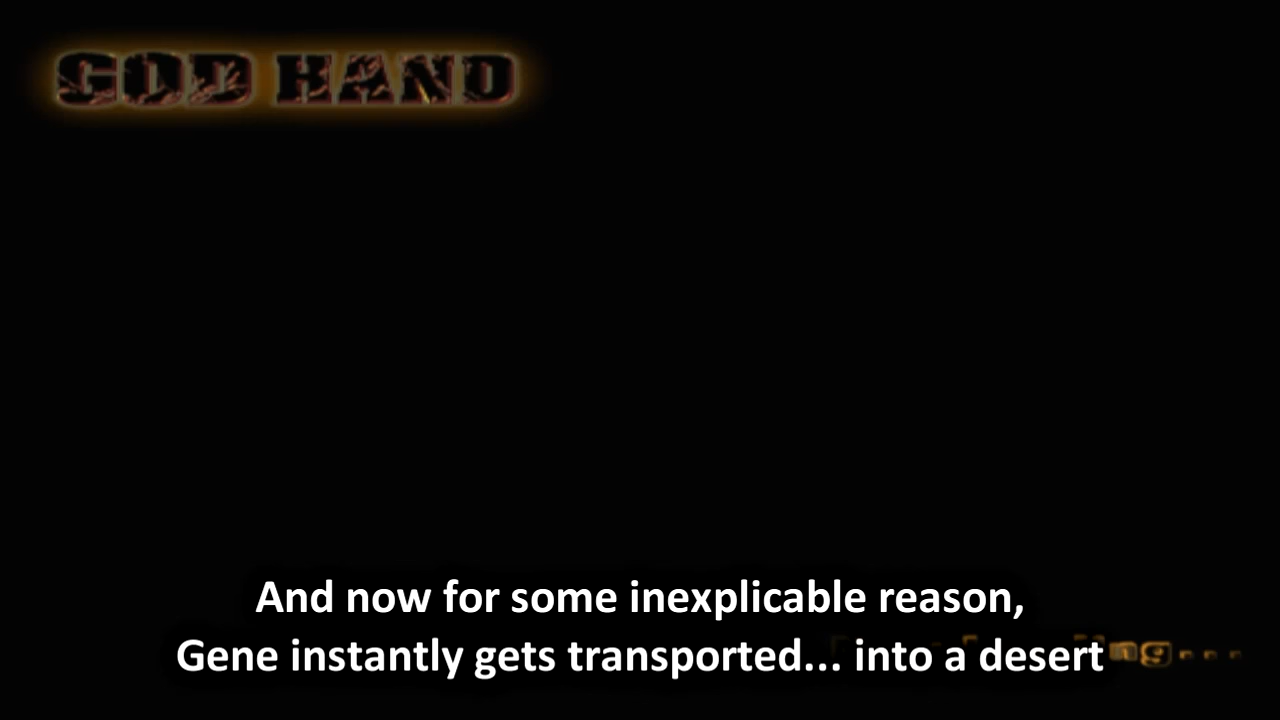 GOD HAND
And now for some inexplicable reason,
Gene instantly gets transported... into a desert